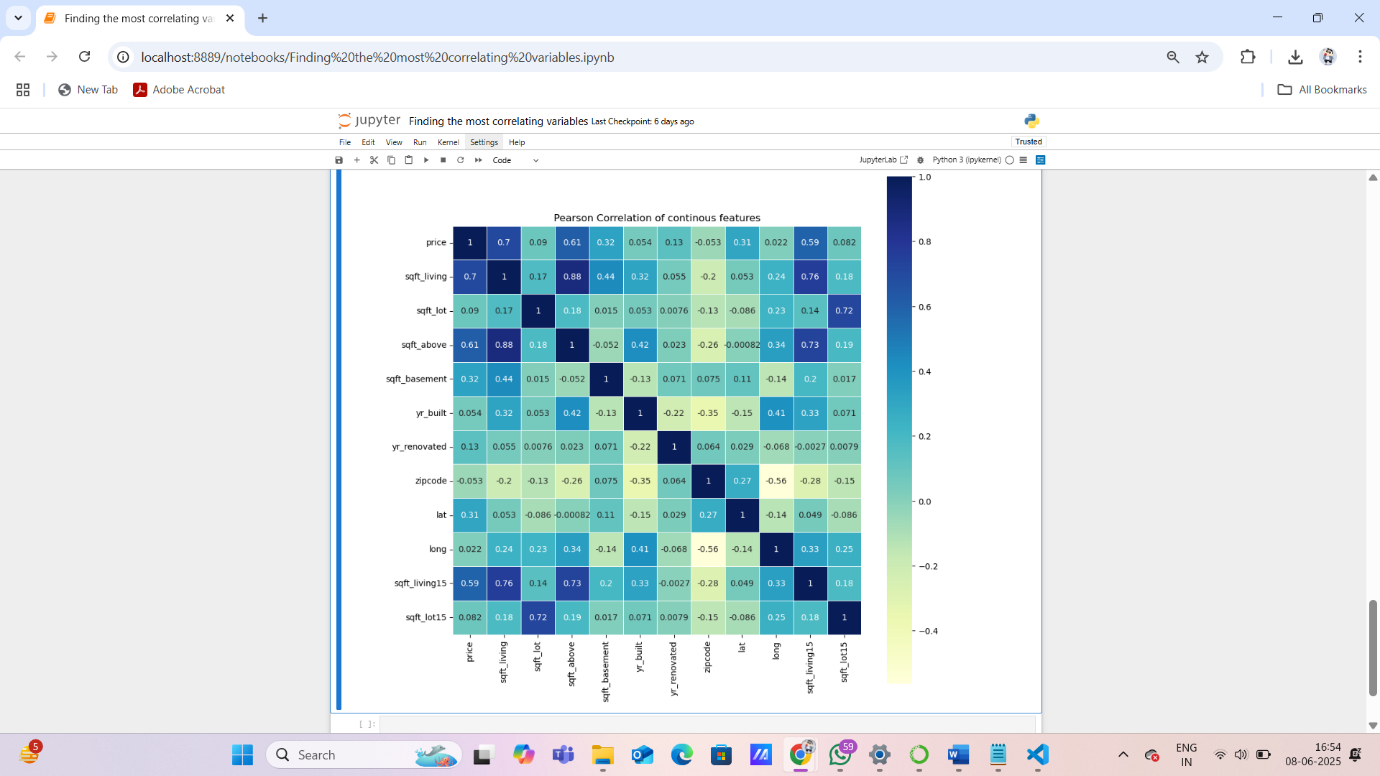 Finding the most correlating va
localhost:8889/notebooks/Finding%20the%20most%20correlating%20variables.ipynb
New Tab
Adobe Acrobat
All Bookmarks
jupyter Finding the most correlating variables Last Checkpoint: 6 days ago
File Edit View Run Kernel Settings Help Trusted
Code JupyterLab Python 3 (ipykernel)
Pearson Correlation of continous features
price 1 0.7 0.09 0.61 0.32 0.054 0.13 -0.053 0.31 0.022 0.59 0.082
sqft_living 0.7 1 0.17 0.88 0.44 0.32 0.055 -0.2 0.053 0.24 0.76 0.18
sqft_lot 0.09 0.17 1 0.18 0.015 0.053 0.0076 -0.13 -0.086 0.23 0.14 0.72
sqft_above 0.61 0.88 0.18 1 -0.052 0.42 0.023 -0.26 -0.00082 0.34 0.73 0.19
sqft_basement 0.32 0.44 0.015 -0.052 1 -0.13 0.071 0.075 0.11 -0.14 0.2 0.017
yr_built 0.054 0.32 0.053 0.42 -0.13 1 -0.22 -0.35 -0.15 0.41 0.33 0.071
yr_renovated 0.13 0.055 0.0076 0.023 0.071 -0.22 1 0.064 0.029 -0.068 -0.0027 0.0079
zipcode -0.053 -0.2 -0.13 -0.26 0.075 -0.35 0.064 1 0.27 -0.56 -0.28 -0.15
lat 0.31 0.053 -0.086 -0.00082 0.11 -0.15 0.029 0.27 1 -0.14 0.049 -0.086
long 0.022 0.24 0.23 0.34 -0.14 0.41 -0.068 -0.56 -0.14 1 0.33 0.25
sqft_living15 0.59 0.76 0.14 0.73 0.2 0.33 -0.0027 -0.28 0.049 0.33 1 0.18
sqft_lot15 0.082 0.18 0.72 0.19 0.017 0.071 0.0079 -0.15 -0.086 0.25 0.18 1
price sqft_living sqft_lot sqft_above sqft_basement yr_built yr_renovated zipcode lat long sqft_living15 sqft_lot15
1.0
0.8
0.6
0.4
0.2
0.0
−0.2
−0.4
[ ]:
5
Search
59
ENG
IN
16:54
08-06-2025